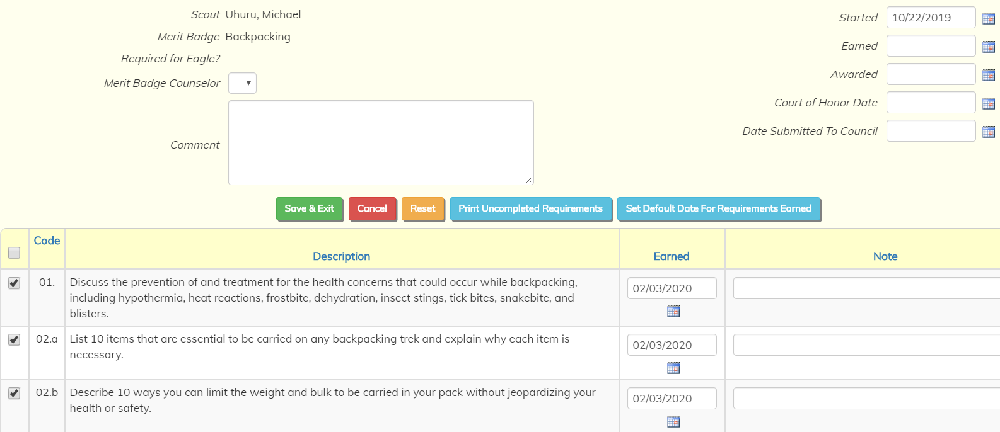 Scout Uhuru, Michael
Merit Badge Backpacking
Required for Eagle?
Merit Badge Counselor
Comment
Started 10/22/2019
Earned
Awarded
Court of Honor Date
Date Submitted To Council
Save & Exit Cancel Reset Print Uncompleted Requirements Set Default Date For Requirements Earned
Code Description Earned Note
01. Discuss the prevention of and treatment for the health concerns that could occur while backpacking,
including hypothermia, heat reactions, frostbite, dehydration, insect stings, tick bites, snakebite, and
blisters.
02/03/2020
02.a List 10 items that are essential to be carried on any backpacking trek and explain why each item is
necessary.
02/03/2020
02.b Describe 10 ways you can limit the weight and bulk to be carried in your pack without jeopardizing your
health or safety.
02/03/2020